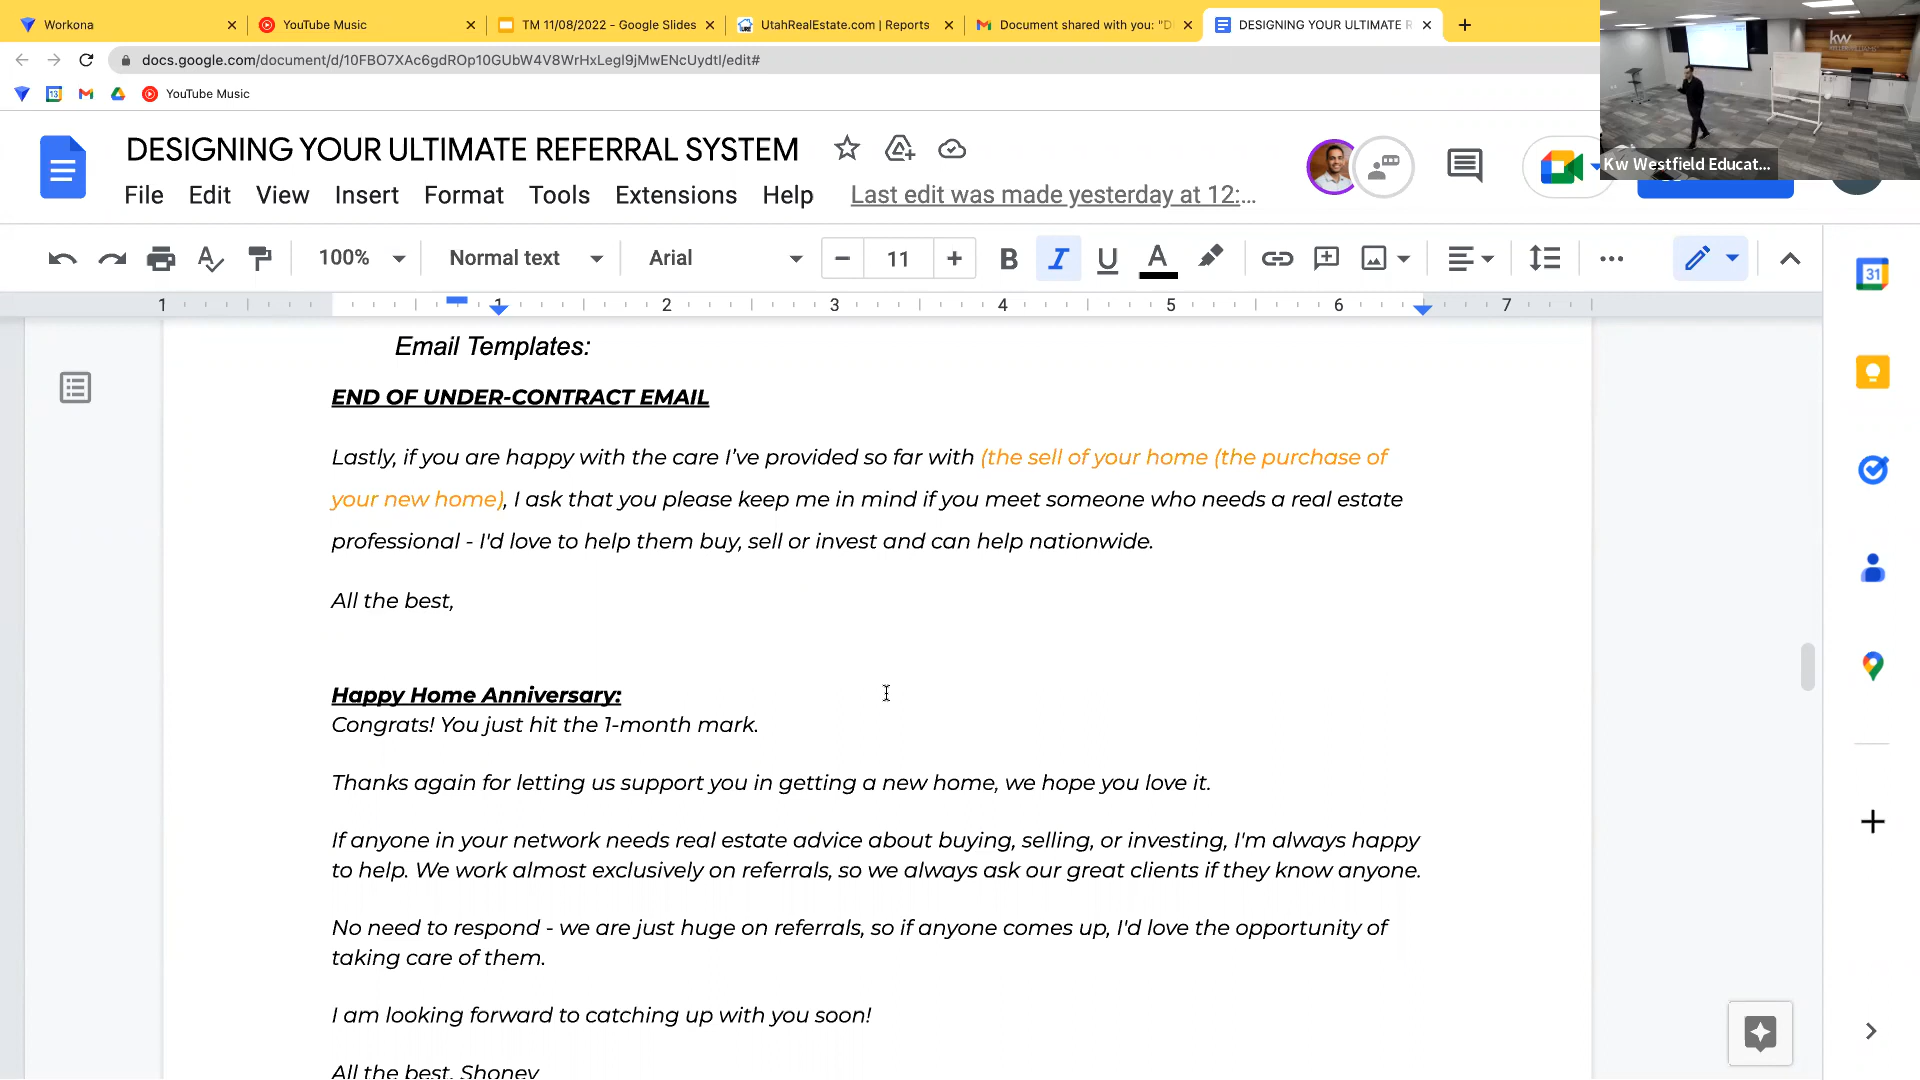 Workona
YouTube Music
TM 11/08/2022 - Google Slides
UtahRealEstate.com | Reports
Document shared with you: "D
DESIGNING YOUR ULTIMATE R
docs.google.com/document/d/10FBO7XAc6gdROp10GUbW4V8WrHxLegI9jMwENcUydtI/edit#
YouTube Music
kw
Kw Westfield Educat...
DESIGNING YOUR ULTIMATE REFERRAL SYSTEM
File Edit View Insert Format Tools Extensions Help Last edit was made yesterday at 12:...
100% Normal text Arial 11 B I U A
1 1 2 3 4 5 6 7
31
Email Templates:
END OF UNDER-CONTRACT EMAIL
Lastly, if you are happy with the care I’ve provided so far with (the sell of your home (the purchase of
your new home), I ask that you please keep me in mind if you meet someone who needs a real estate
professional - I'd love to help them buy, sell or invest and can help nationwide.
All the best,
Happy Home Anniversary:
Congrats! You just hit the 1-month mark.
Thanks again for letting us support you in getting a new home, we hope you love it.
If anyone in your network needs real estate advice about buying, selling, or investing, I'm always happy
to help. We work almost exclusively on referrals, so we always ask our great clients if they know anyone.
No need to respond - we are just huge on referrals, so if anyone comes up, I'd love the opportunity of
taking care of them.
I am looking forward to catching up with you soon!
All the best, Shoney